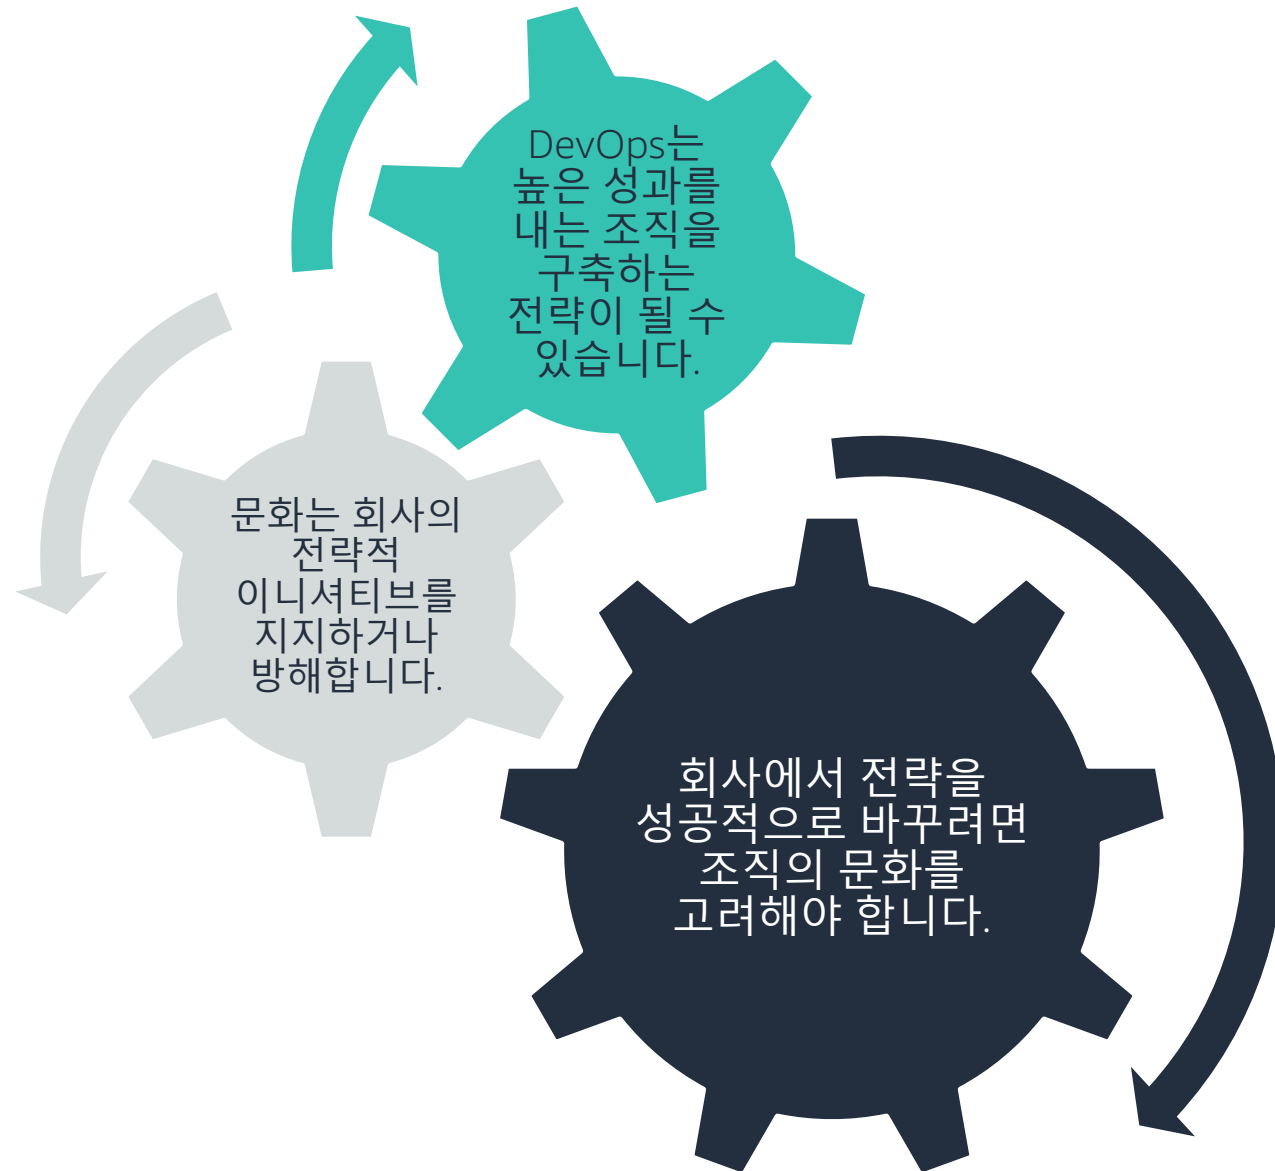 DevOps는
높은 성과를
내는 조직을
구축하는
전략이 될 수
있습니다.
문화는 회사의
전략적
이니셔티브를
지지하거나
방해합니다.
회사에서 전략을
성공적으로 바꾸려면
조직의 문화를
고려해야 합니다.